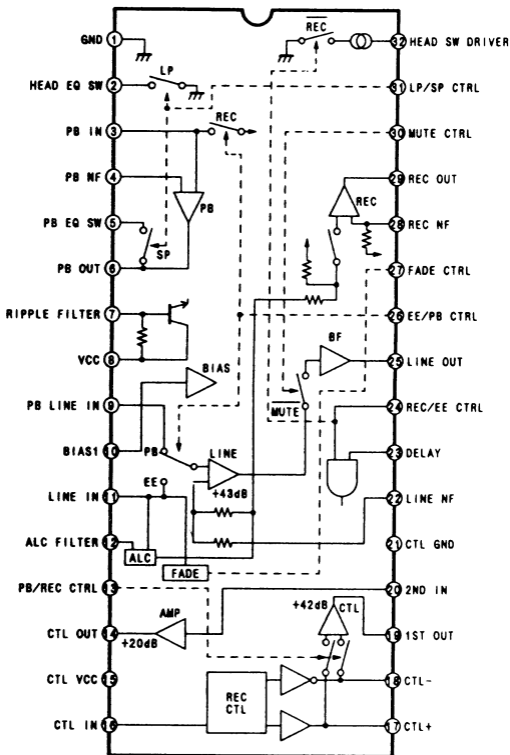 GND 1
HEAD EQ SW 2
PB IN 3
PB NF 4
PB EQ SW 5
PB OUT 6
RIPPLE FILTER 7
VCC 8
PB LINE IN 9
BIAS1 10
LINE IN 11
ALC FILTER 12
PB/REC CTRL 13
CTL OUT 14
CTL VCC 15
CTL IN 16
REC
LP
REC
PB
SP
REC
BIAS
BF
MUTE
PB
LINE
EE
+43dB
ALC
FADE
AMP
+20dB
+42dB
CTL
REC
CTL
32 HEAD SW DRIVER
31 LP/SP CTRL
30 MUTE CTRL
29 REC OUT
28 REC NF
27 FADE CTRL
26 EE/PB CTRL
25 LINE OUT
24 REC/EE CTRL
23 DELAY
22 LINE NF
21 CTL GND
20 2ND IN
19 1ST OUT
18 CTL-
17 CTL+